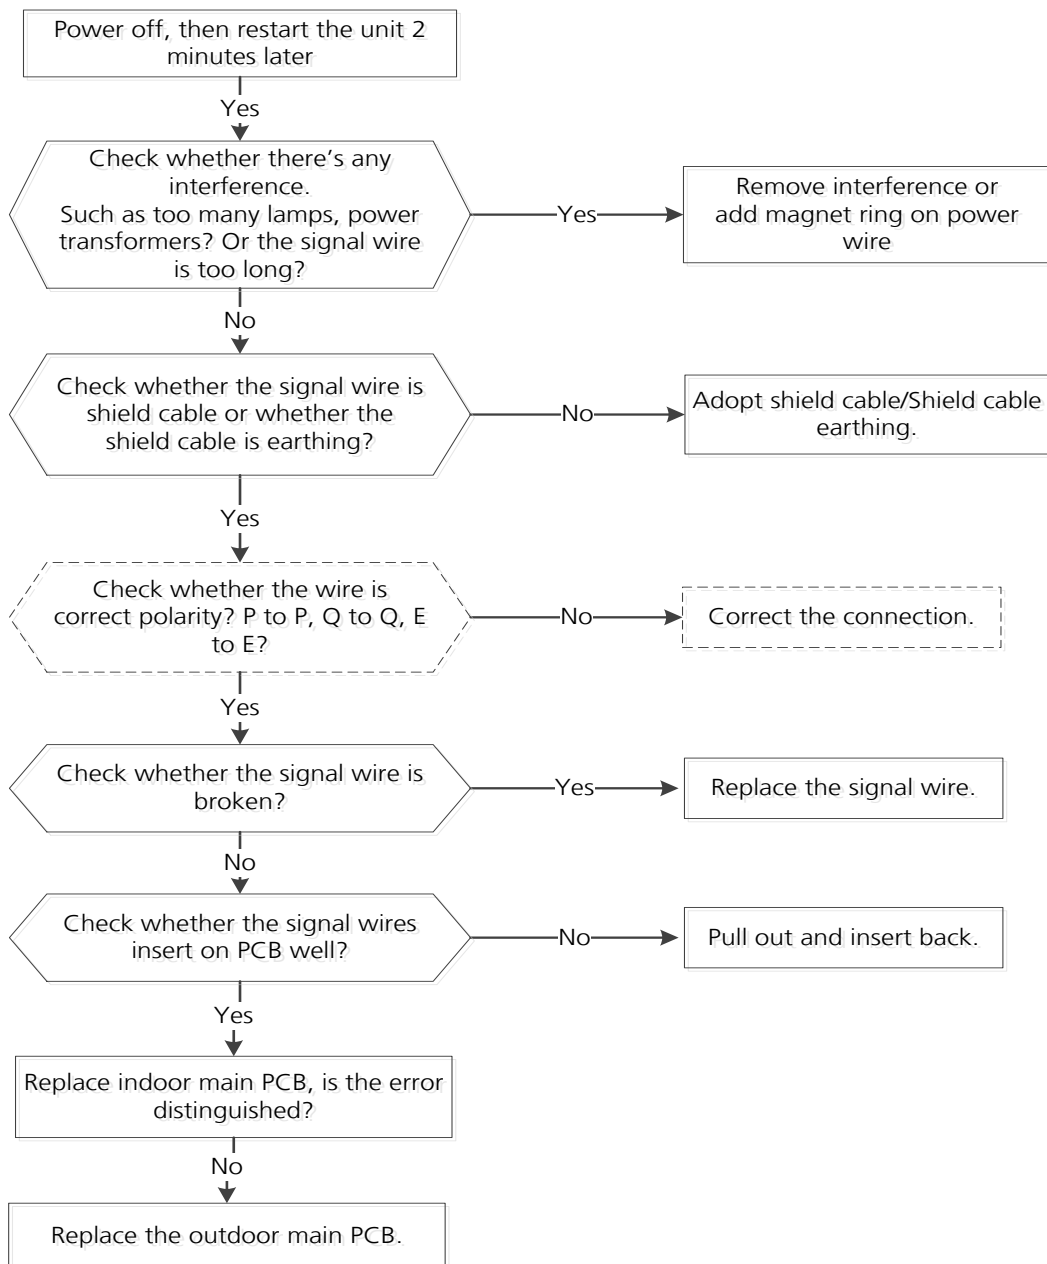 Power off, then restart the unit 2
minutes later
Yes
Check whether there's any
interference.
Such as too many lamps, power
transformers? Or the signal wire
is too long?
Yes
Remove interference or
add magnet ring on power
wire
No
Check whether the signal wire is
shield cable or whether the
shield cable is earthing?
No
Adopt shield cable/Shield cable
earthing.
Yes
Check whether the wire is
correct polarity? P to P, Q to Q, E
to E?
No
Correct the connection.
Yes
Check whether the signal wire is
broken?
Yes
Replace the signal wire.
No
Check whether the signal wires
insert on PCB well?
No
Pull out and insert back.
Yes
Replace indoor main PCB, is the error
distinguished?
No
Replace the outdoor main PCB.